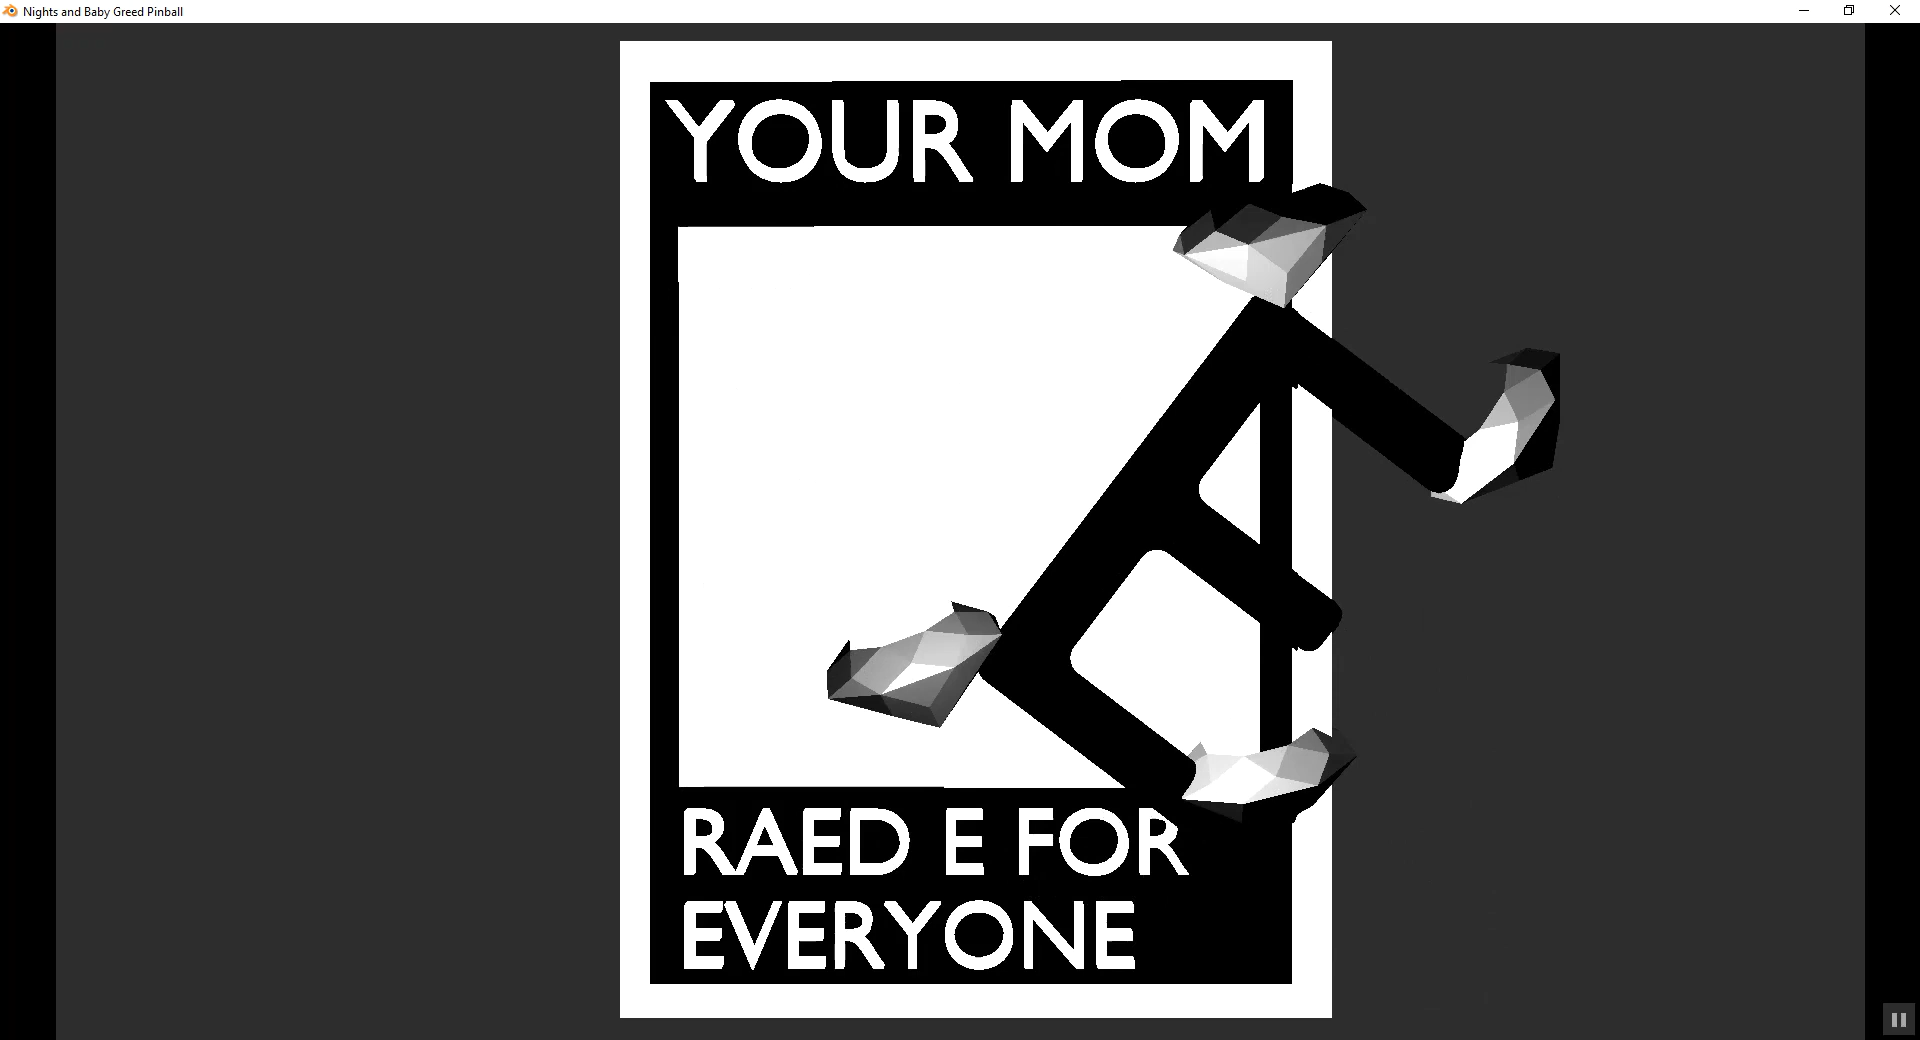 Nights and Baby Greed Pinball
YOUR MOM
E
RAED E FOR
EVERYONE